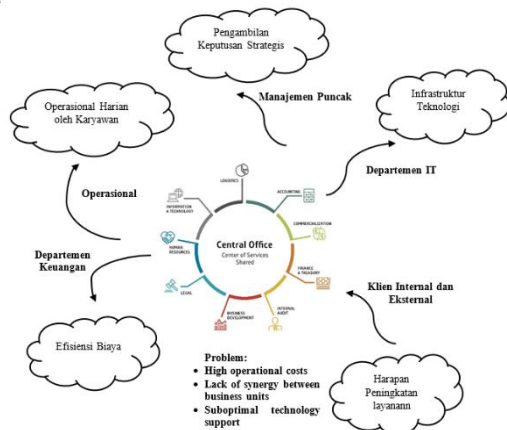 Pengambilan
Keputusan Strategis
Manajemen Puncak
Infrastruktur
Teknologi
Departemen IT
Operasional Harian
oleh Karyawan
Operasional
LOGISTICS
ACCOUNTING
INFORMATION
& TECHNOLOGY
COMMERCIALIZATION
Central Office
Center of Services
Shared
HUMAN
RESOURCES
FINANCE
& TREASURY
LEGAL
INTERNAL
AUDIT
BUSINESS
DEVELOPMENT
Departemen
Keuangan
Efisiensi Biaya
Klien Internal dan
Eksternal
Harapan
Peningkatan
layanann
Problem:
• High operational costs
• Lack of synergy between
business units
• Suboptimal technology
support